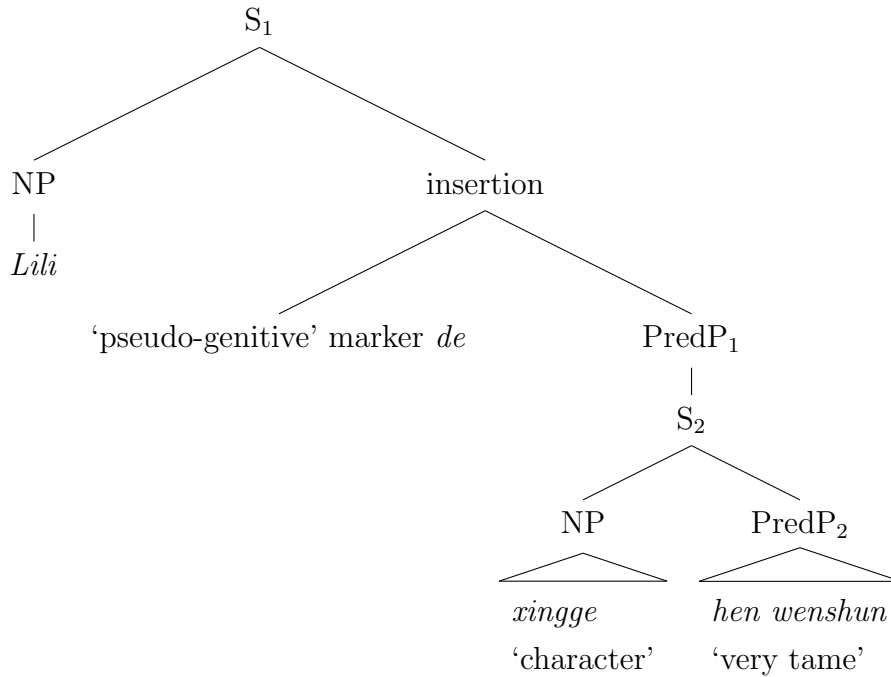 S₁
NP insertion
Lili
‘pseudo-genitive’ marker de PredP₁
S₂
NP PredP₂
xingge hen wenshun
‘character’ ‘very tame’